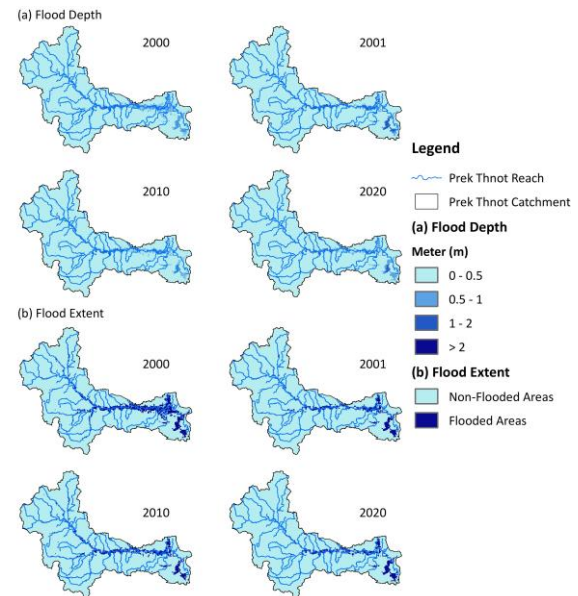 (a) Flood Depth
2000
2001
2010
2020
(b) Flood Extent
2000
2001
2010
2020
Legend
Prek Thnot Reach
Prek Thnot Catchment
(a) Flood Depth
Meter (m)
0 - 0.5
0.5 - 1
1 - 2
> 2
(b) Flood Extent
Non-Flooded Areas
Flooded Areas